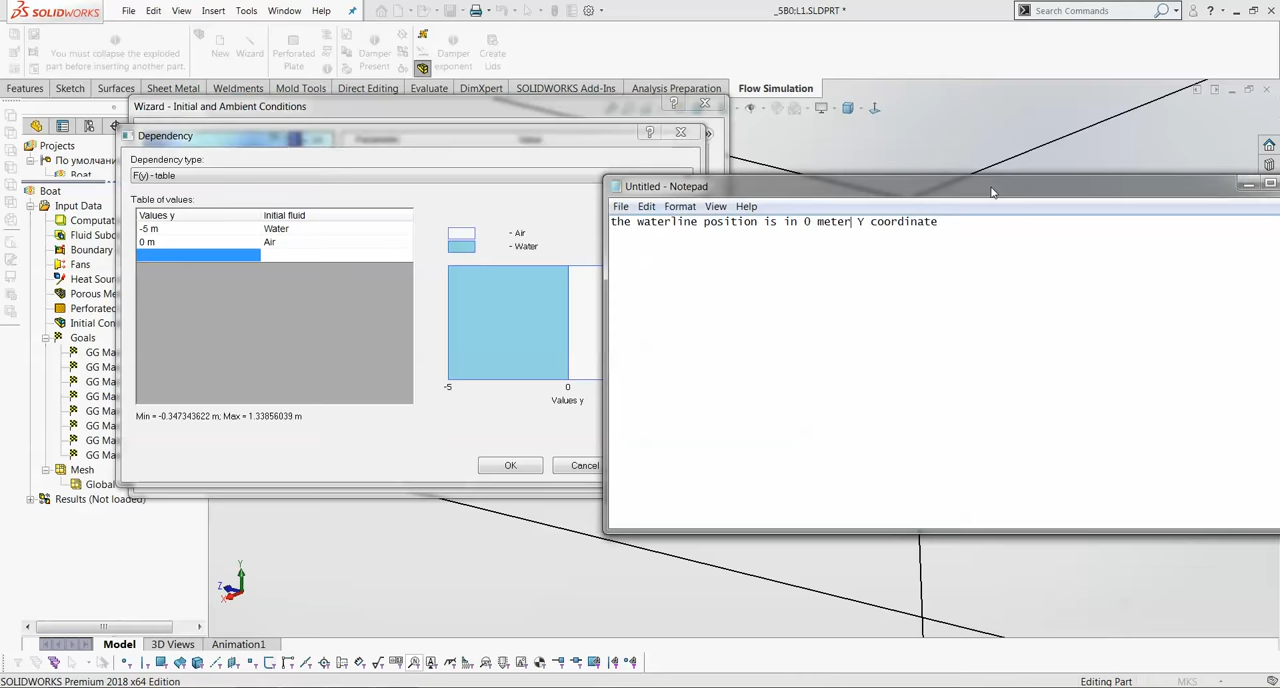 SOLIDWORKS
File Edit View Insert Tools Window Help
_5B0;L1.SLDPRT *
Search Commands
You must collapse the exploded part before inserting another part.
New
Wizard
Perforated Plate
Damper Present
Damper exponent
Create Lids
Features Sketch Surfaces Sheet Metal Weldments Mold Tools Direct Editing Evaluate DimXpert SOLIDWORKS Add-Ins Analysis Preparation Flow Simulation
Wizard - Initial and Ambient Conditions
Dependency
Parameter
Value
Dependency type:
F(y) - table
Table of values:
Values y Initial fluid
-5 m Water
0 m Air
- Air
- Water
-5 0
Values y
Min = -0.347343622 m; Max = 1.33856039 m
OK Cancel
Projects
По умолчан
Boat
Boat
Input Data
Computat
Fluid Subd
Boundary
Fans
Heat Sour
Porous Me
Perforated
Initial Con
Goals
GG Ma
GG Ma
GG Ma
GG Ma
GG Ma
GG Ma
GG Ma
GG Ma
Mesh
Global
Results (Not loaded)
Untitled - Notepad
File Edit Format View Help
the waterline position is in 0 meter Y coordinate
Y
Z
X
Model 3D Views Animation1
SOLIDWORKS Premium 2018 x64 Edition
Editing Part
MKS